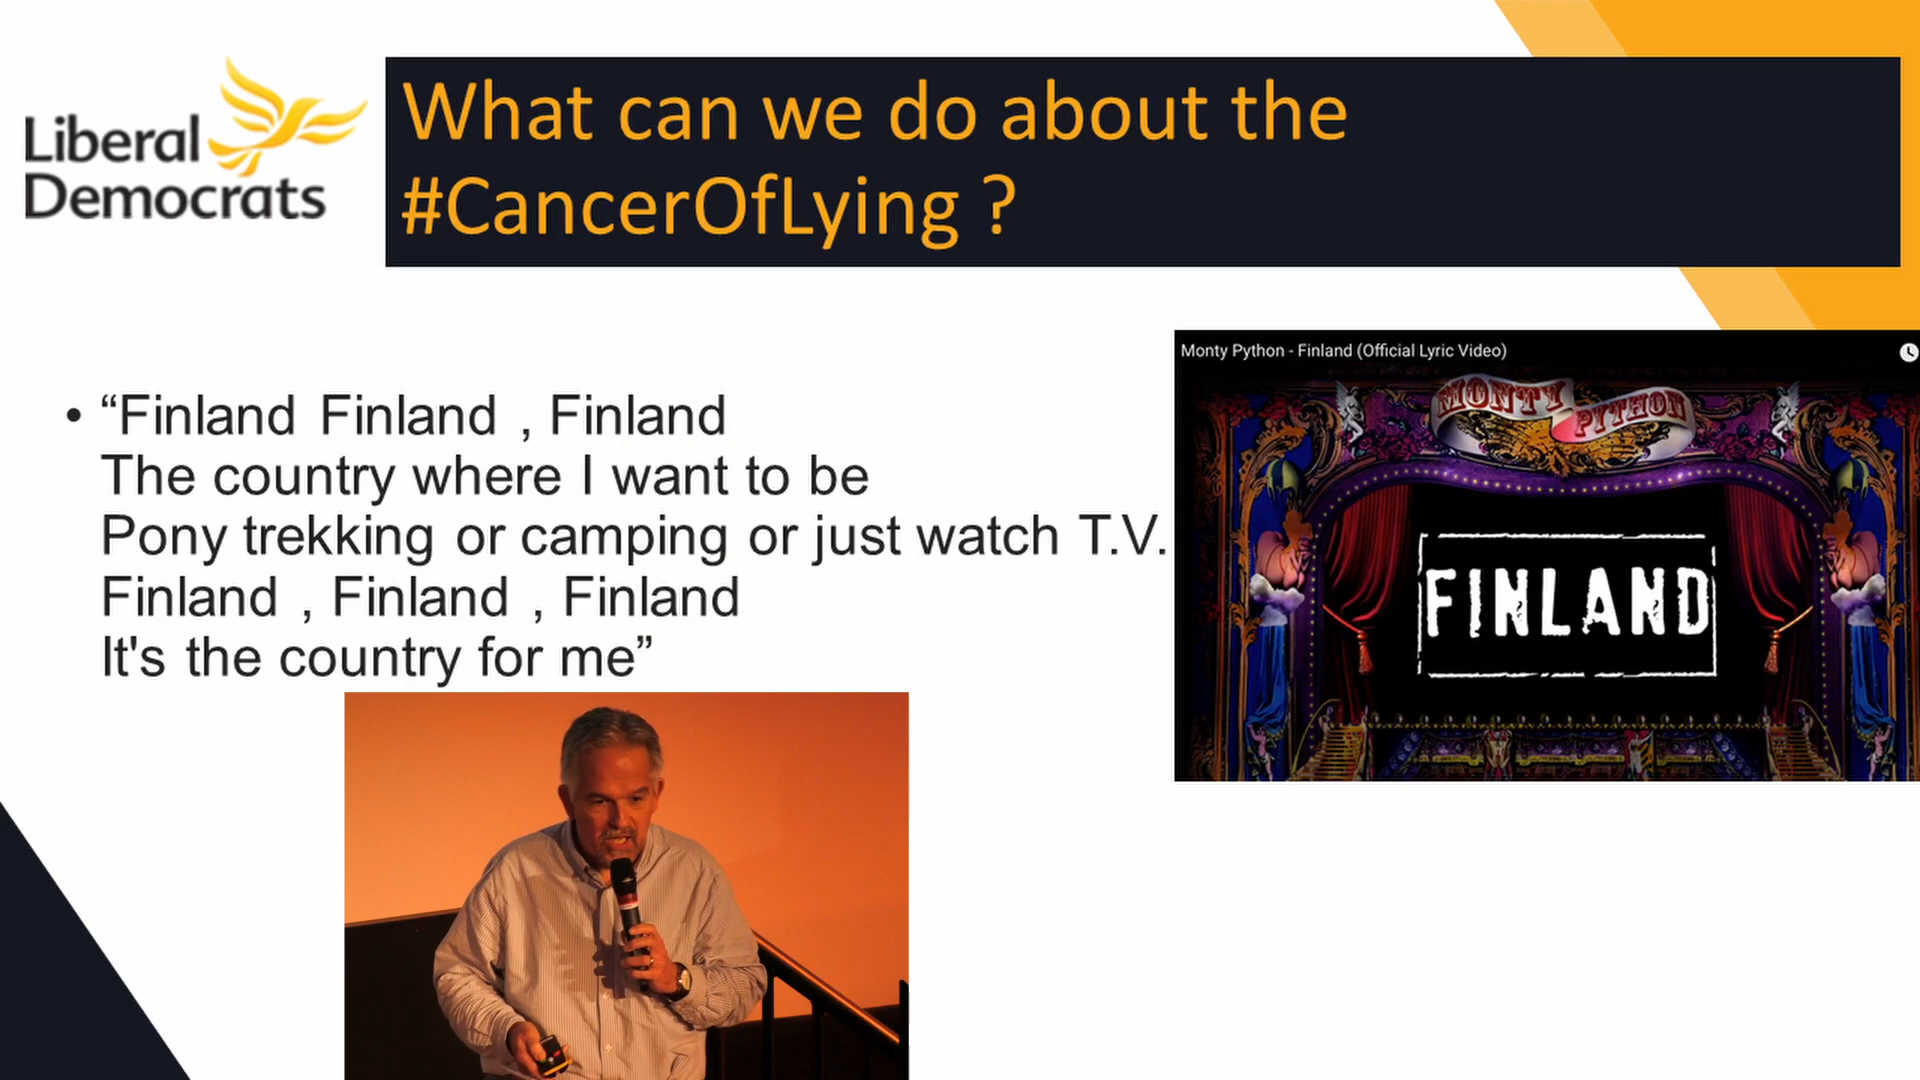 Liberal
Democrats
What can we do about the
#CancerOfLying ?
• “Finland Finland , Finland
The country where I want to be
Pony trekking or camping or just watch T.V.
Finland , Finland , Finland
It's the country for me”
Monty Python - Finland (Official Lyric Video)
MONTY
PYTHON
FINLAND